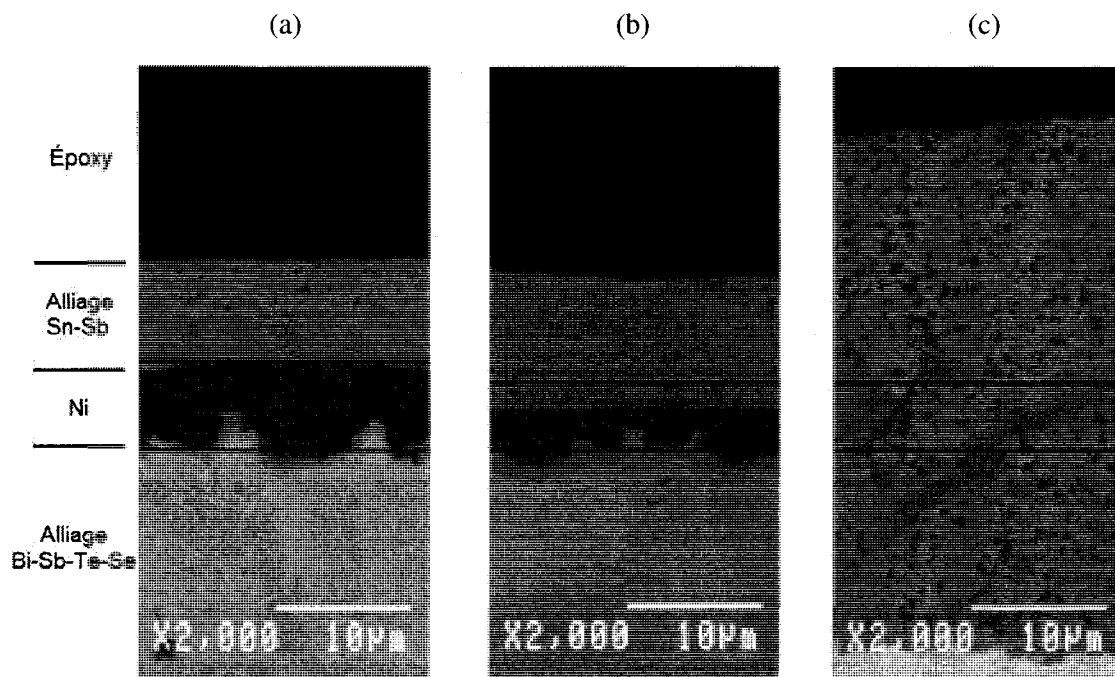 (a)
(b)
(c)
Époxy
Alliage
Sn-Sb
Ni
Alliage
Bi-Sb-Te-Se
X2,000 10µm
X2,000 10µm
X2,000 10µm